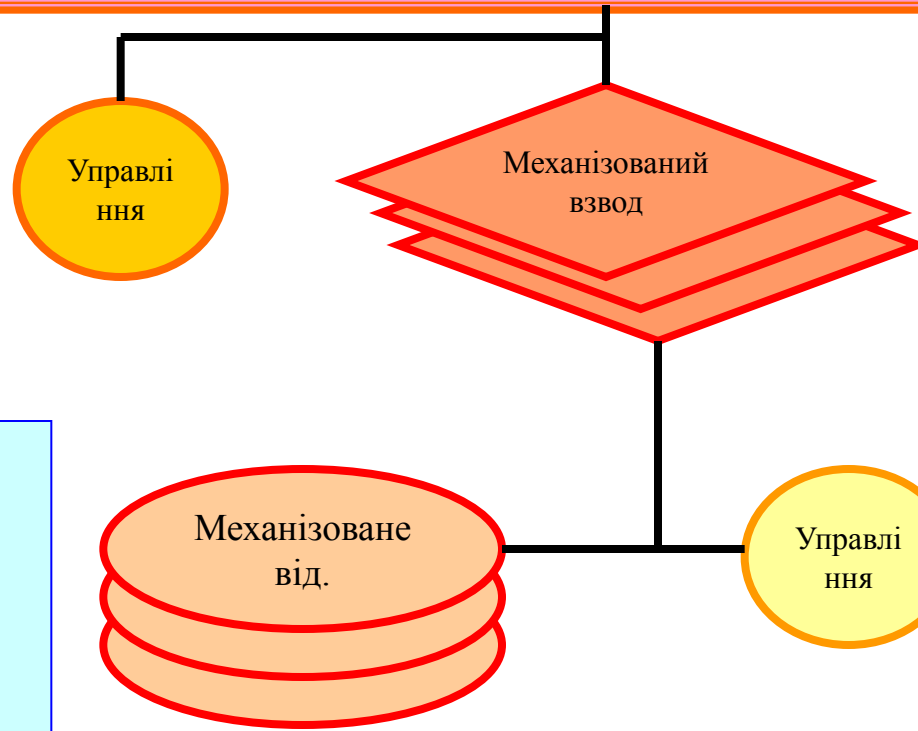 Управлі
ння
Механізований
взвод
Механізоване
від.
Управлі
ння